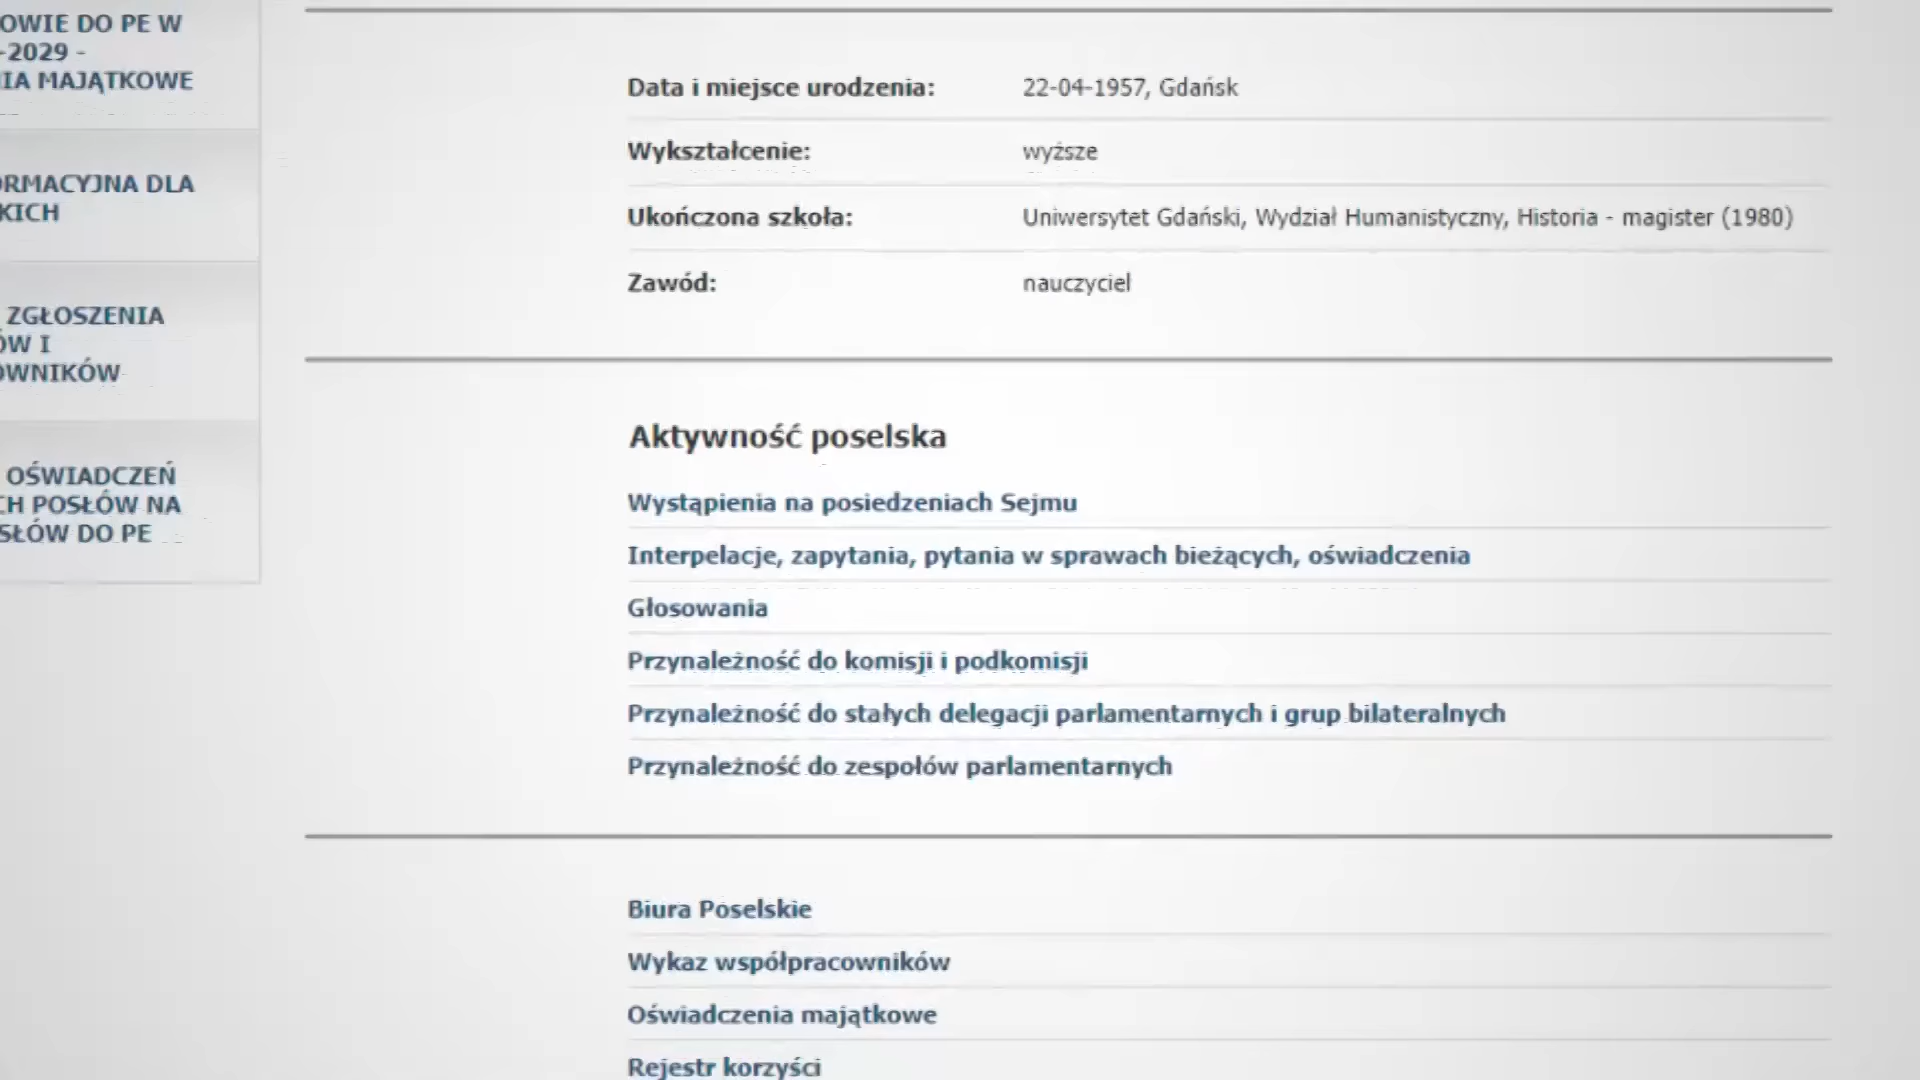 OWIE DO PE W
-2029 -
IA MAJĄTKOWE
ORMACYJNA DLA
KICH
ZGŁOSZENIA
ÓW I
OWNIKÓW
OŚWIADCZEŃ
CH POSŁÓW NA
SŁÓW DO PE
Data i miejsce urodzenia: 22-04-1957, Gdańsk
Wykształcenie: wyższe
Ukończona szkoła: Uniwersytet Gdański, Wydział Humanistyczny, Historia - magister (1980)
Zawód: nauczyciel
Aktywność poselska
Wystąpienia na posiedzeniach Sejmu
Interpelacje, zapytania, pytania w sprawach bieżących, oświadczenia
Głosowania
Przynależność do komisji i podkomisji
Przynależność do stałych delegacji parlamentarnych i grup bilateralnych
Przynależność do zespołów parlamentarnych
Biura Poselskie
Wykaz współpracowników
Oświadczenia majątkowe
Rejestr korzyści